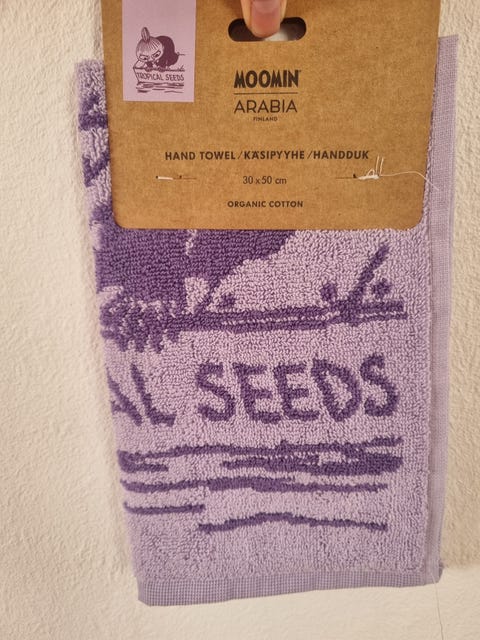 TROPICAL SEEDS
MOOMIN
ARABIA
FINLAND
HAND TOWEL/KÄSIPYYHE/HANDDUK
30 x 50 cm
ORGANIC COTTON
AL SEEDS